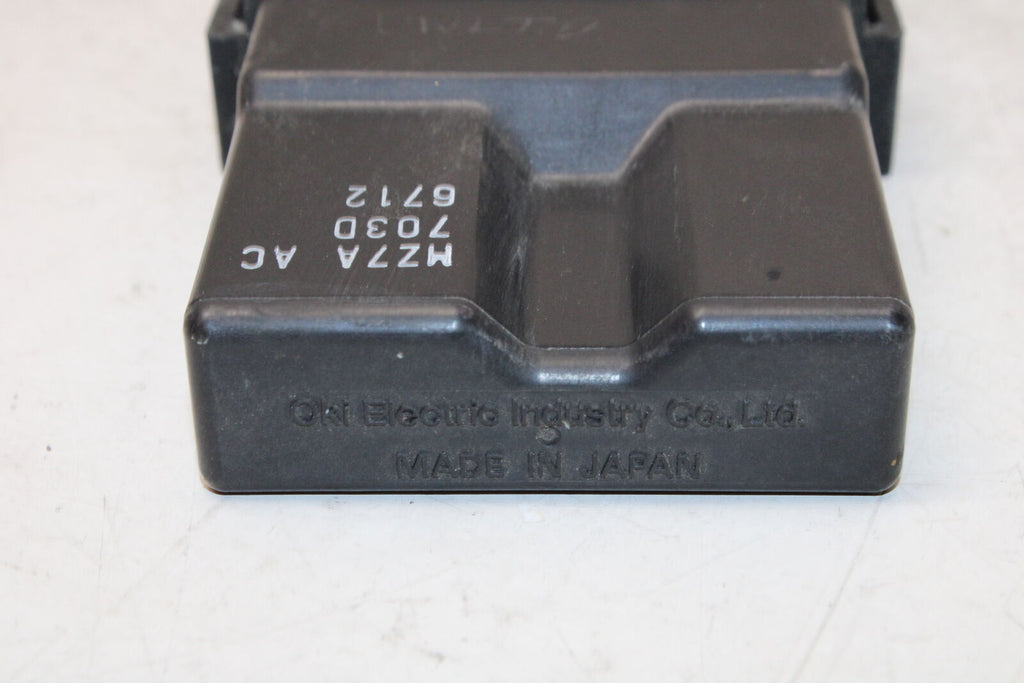 MZ7A AC
703D
6712
Oki Electric Industry Co., Ltd.
MADE IN JAPAN